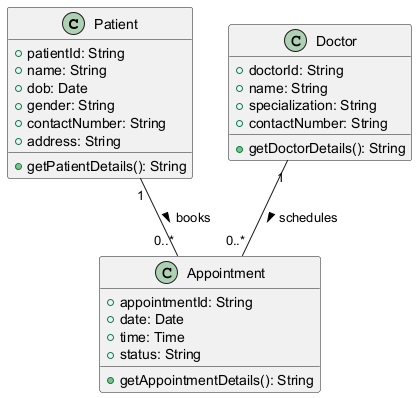 C Patient
patientId: String
name: String
dob: Date
gender: String
contactNumber: String
address: String
getPatientDetails(): String
C Doctor
doctorId: String
name: String
specialization: String
contactNumber: String
getDoctorDetails(): String
1
books
0..*
1
schedules
0..*
C Appointment
appointmentId: String
date: Date
time: Time
status: String
getAppointmentDetails(): String